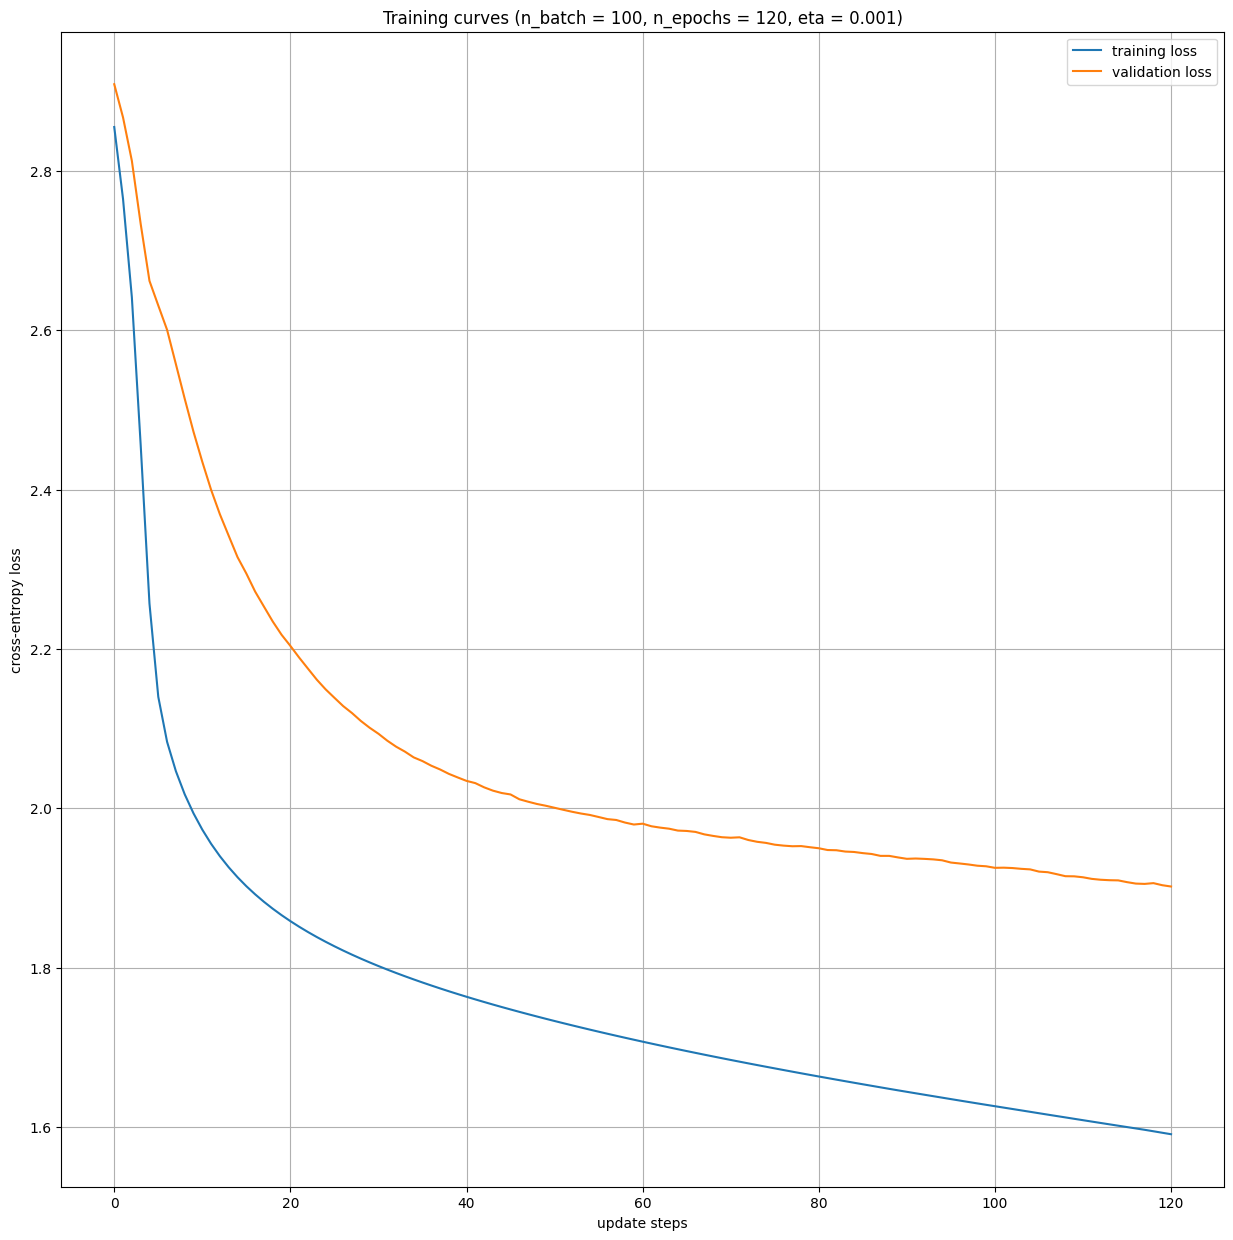 Training curves (n_batch = 100, n_epochs = 120, eta = 0.001)
training loss
validation loss
cross-entropy loss
2.8
2.6
2.4
2.2
2.0
1.8
1.6
0 20 40 60 80 100 120
update steps